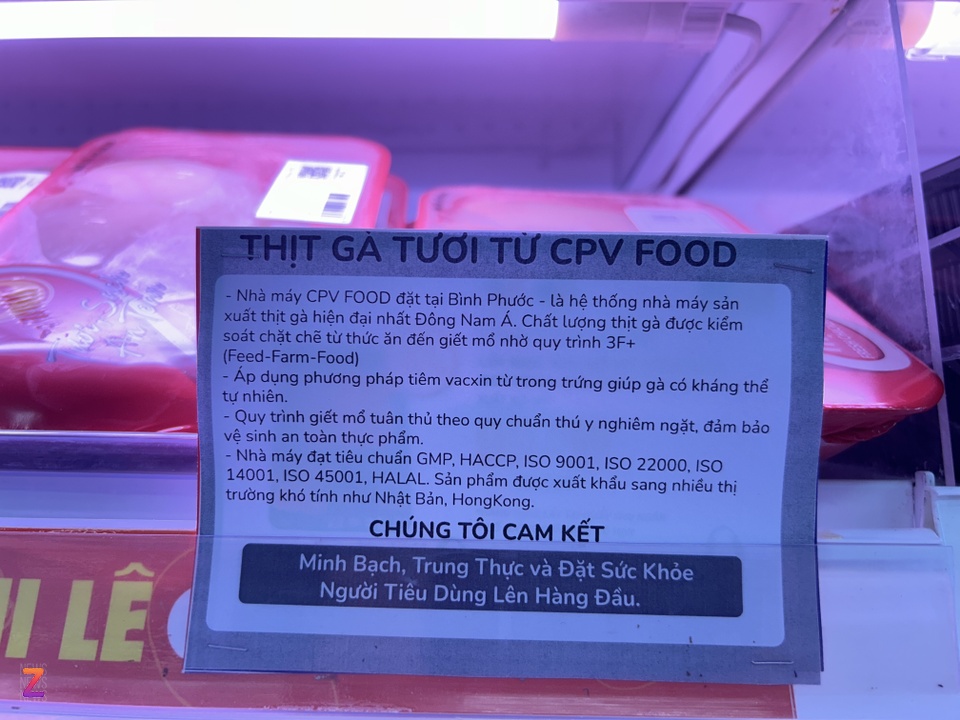 THỊT GÀ TƯƠI TỪ CPV FOOD
- Nhà máy CPV FOOD đặt tại Bình Phước - là hệ thống nhà máy sản
xuất thịt gà hiện đại nhất Đông Nam Á. Chất lượng thịt gà được kiểm
soát chặt chẽ từ thức ăn đến giết mổ nhờ quy trình 3F+
(Feed-Farm-Food)
- Áp dụng phương pháp tiêm vacxin từ trong trứng giúp gà có kháng thể
tự nhiên.
- Quy trình giết mổ tuân thủ theo quy chuẩn thú y nghiêm ngặt, đảm bảo
vệ sinh an toàn thực phẩm.
- Nhà máy đạt tiêu chuẩn GMP, HACCP, ISO 9001, ISO 22000, ISO
14001, ISO 45001, HALAL. Sản phẩm được xuất khẩu sang nhiều thị
trường khó tính như Nhật Bản, HongKong.
CHÚNG TÔI CAM KẾT
Minh Bạch, Trung Thực và Đặt Sức Khỏe
Người Tiêu Dùng Lên Hàng Đầu.
I LÊ
Z